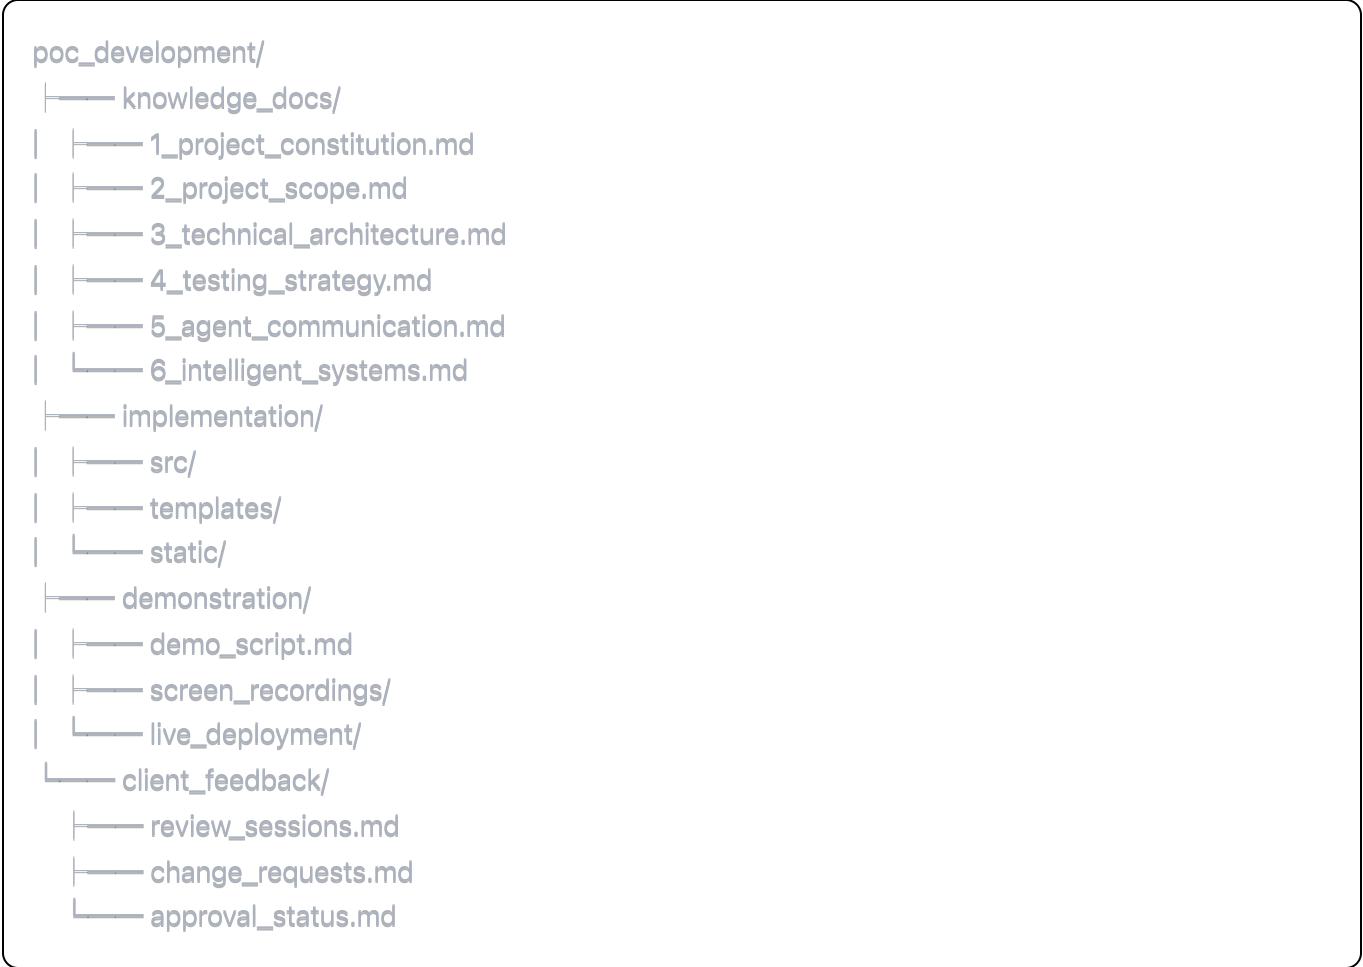 poc_development/
├── knowledge_docs/
│   ├── 1_project_constitution.md
│   ├── 2_project_scope.md
│   ├── 3_technical_architecture.md
│   ├── 4_testing_strategy.md
│   ├── 5_agent_communication.md
│   └── 6_intelligent_systems.md
├── implementation/
│   ├── src/
│   ├── templates/
│   └── static/
├── demonstration/
│   ├── demo_script.md
│   ├── screen_recordings/
│   └── live_deployment/
└── client_feedback/
    ├── review_sessions.md
    ├── change_requests.md
    └── approval_status.md